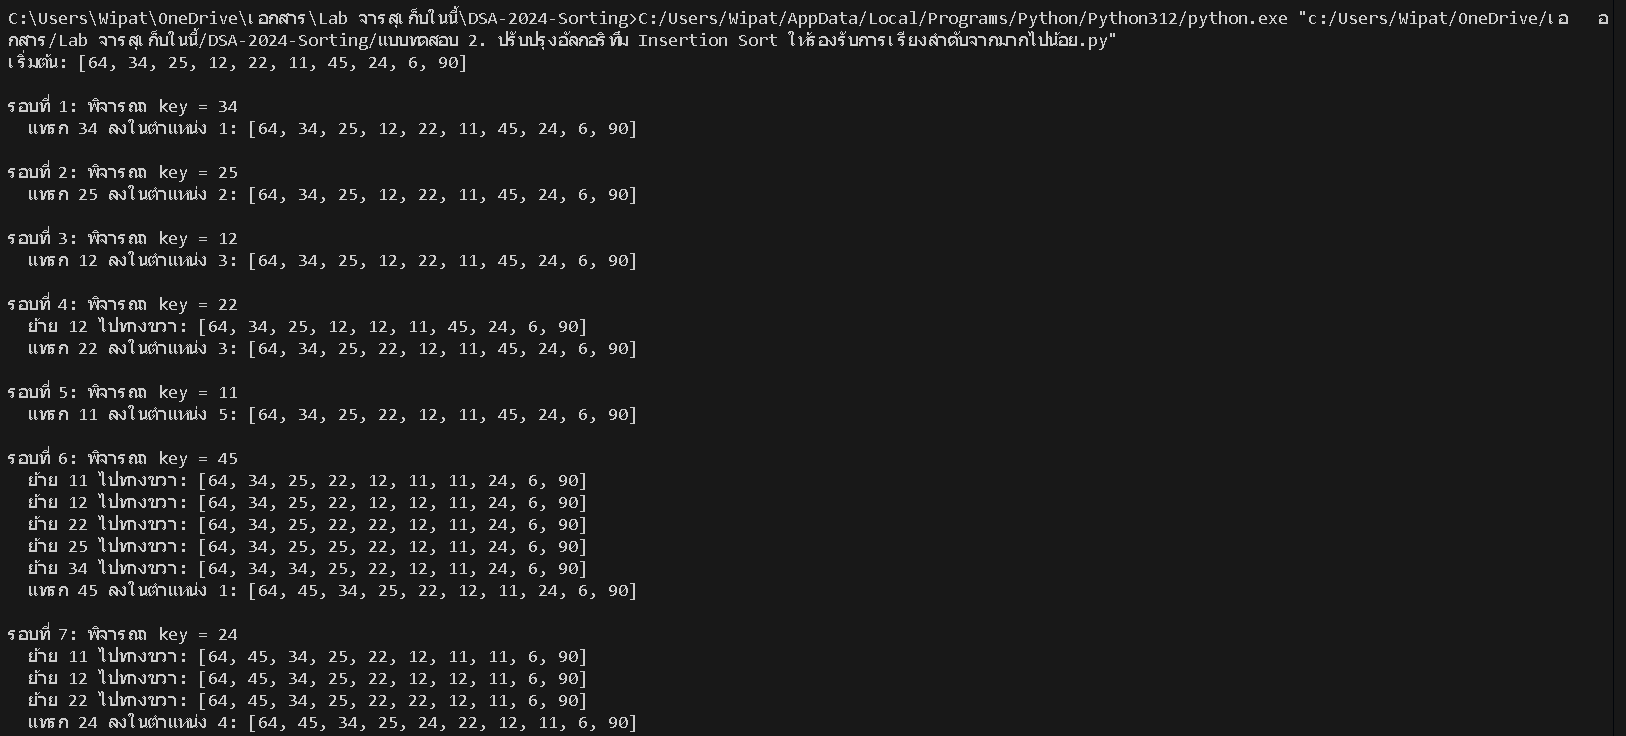 C:\Users\Wipat\OneDrive\เอกสาร\Lab จารสุเก็บในนี้\DSA-2024-Sorting>C:/Users/Wipat/AppData/Local/Programs/Python/Python312/python.exe "c:/Users/Wipat/OneDrive/เอ อ
กสาร/Lab จารสุเก็บในนี้/DSA-2024-Sorting/แบบทดสอบ 2. ปรับปรุงอัลกอริทึม Insertion Sort ให้รองรับการเรียงลำดับจากมากไปน้อย.py"
เริ่มต้น: [64, 34, 25, 12, 22, 11, 45, 24, 6, 90]
รอบที่ 1: พิจารณา key = 34
แทรก 34 ลงในตำแหน่ง 1: [64, 34, 25, 12, 22, 11, 45, 24, 6, 90]
รอบที่ 2: พิจารณา key = 25
แทรก 25 ลงในตำแหน่ง 2: [64, 34, 25, 12, 22, 11, 45, 24, 6, 90]
รอบที่ 3: พิจารณา key = 12
แทรก 12 ลงในตำแหน่ง 3: [64, 34, 25, 12, 22, 11, 45, 24, 6, 90]
รอบที่ 4: พิจารณา key = 22
ย้าย 12 ไปทางขวา: [64, 34, 25, 12, 12, 11, 45, 24, 6, 90]
แทรก 22 ลงในตำแหน่ง 3: [64, 34, 25, 22, 12, 11, 45, 24, 6, 90]
รอบที่ 5: พิจารณา key = 11
แทรก 11 ลงในตำแหน่ง 5: [64, 34, 25, 22, 12, 11, 45, 24, 6, 90]
รอบที่ 6: พิจารณา key = 45
ย้าย 11 ไปทางขวา: [64, 34, 25, 22, 12, 11, 11, 24, 6, 90]
ย้าย 12 ไปทางขวา: [64, 34, 25, 22, 12, 12, 11, 24, 6, 90]
ย้าย 22 ไปทางขวา: [64, 34, 25, 22, 22, 12, 11, 24, 6, 90]
ย้าย 25 ไปทางขวา: [64, 34, 25, 25, 22, 12, 11, 24, 6, 90]
ย้าย 34 ไปทางขวา: [64, 34, 34, 25, 22, 12, 11, 24, 6, 90]
แทรก 45 ลงในตำแหน่ง 1: [64, 45, 34, 25, 22, 12, 11, 24, 6, 90]
รอบที่ 7: พิจารณา key = 24
ย้าย 11 ไปทางขวา: [64, 45, 34, 25, 22, 12, 11, 11, 6, 90]
ย้าย 12 ไปทางขวา: [64, 45, 34, 25, 22, 12, 12, 11, 6, 90]
ย้าย 22 ไปทางขวา: [64, 45, 34, 25, 22, 22, 12, 11, 6, 90]
แทรก 24 ลงในตำแหน่ง 4: [64, 45, 34, 25, 24, 22, 12, 11, 6, 90]